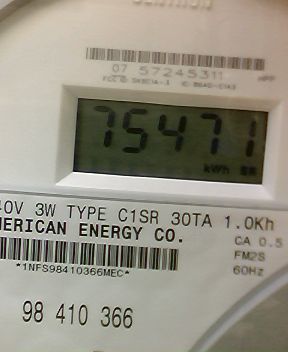 07 57245311
75471
kWh
40V 3W TYPE C1SR 30TA 1.0Kh
MERICAN ENERGY CO.
CA 0.5
*1NFS98410366MEC*
FM2S
60Hz
98 410 366